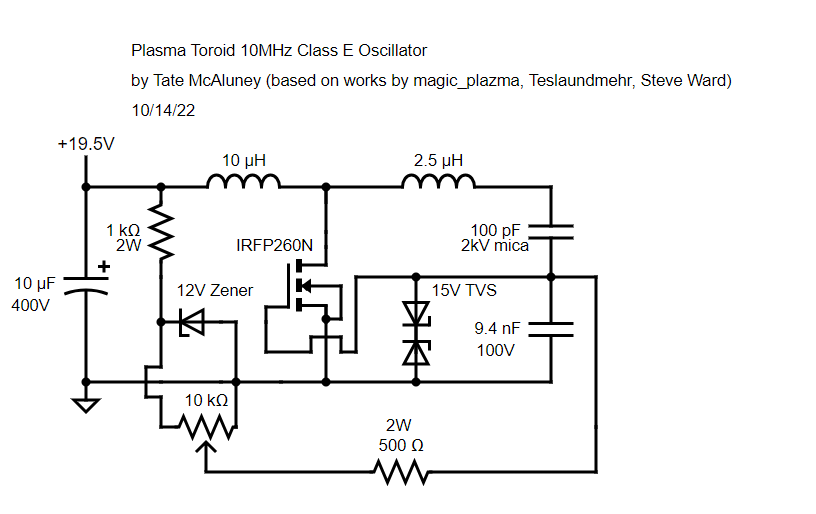 Plasma Toroid 10MHz Class E Oscillator
by Tate McAluney (based on works by magic_plazma, Teslaundmehr, Steve Ward)
10/14/22
+19.5V
10 µH
2.5 µH
1 kΩ
2W
IRFP260N
100 pF
2kV mica
+
10 µF
400V
12V Zener
15V TVS
9.4 nF
100V
10 kΩ
2W
500 Ω